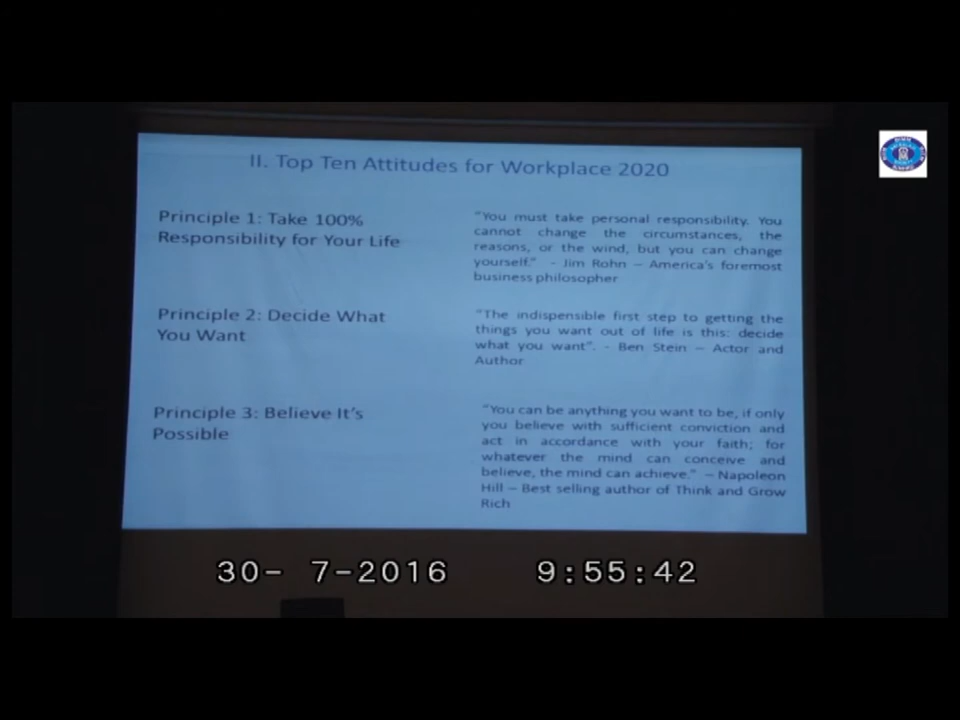 II. Top Ten Attitudes for Workplace 2020
Principle 1: Take 100%
Responsibility for Your Life
"You must take personal responsibility. You
cannot change the circumstances, the
reasons, or the wind, but you can change
yourself." - Jim Rohn – America's foremost
business philosopher
Principle 2: Decide What
You Want
"The indispensible first step to getting the
things you want out of life is this: decide
what you want". - Ben Stein – Actor and
Author
Principle 3: Believe It's
Possible
"You can be anything you want to be, if only
you believe with sufficient conviction and
act in accordance with your faith; for
whatever the mind can conceive and
believe, the mind can achieve." – Napoleon
Hill – Best selling author of Think and Grow
Rich
30- 7-2016 9:55:42